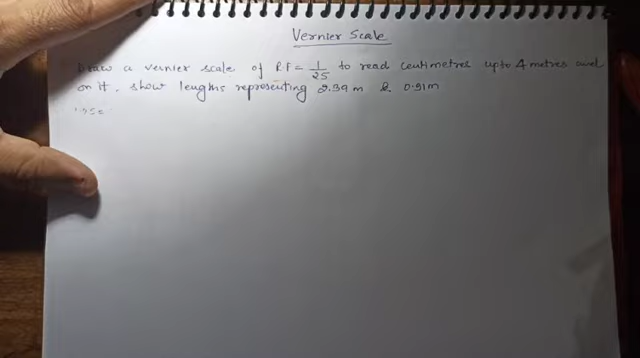 Vernier Scale
Draw a vernier scale of RF = 1/25 to read centimetres upto 4 metres and
on it, show lengths representing 2.39 m & 0.91m